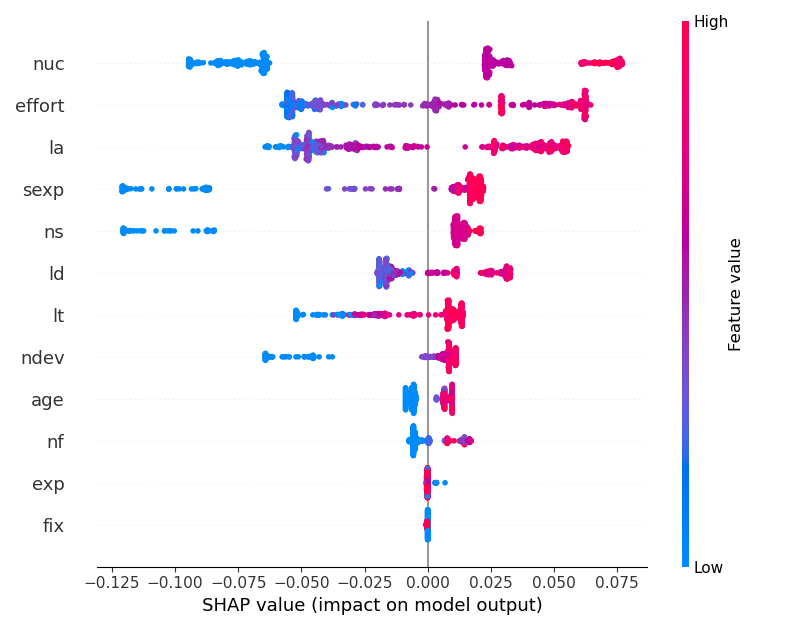 nuc
effort
la
sexp
ns
ld
lt
ndev
age
nf
exp
fix
−0.125 −0.100 −0.075 −0.050 −0.025 0.000 0.025 0.050 0.075
SHAP value (impact on model output)
High
Feature value
Low